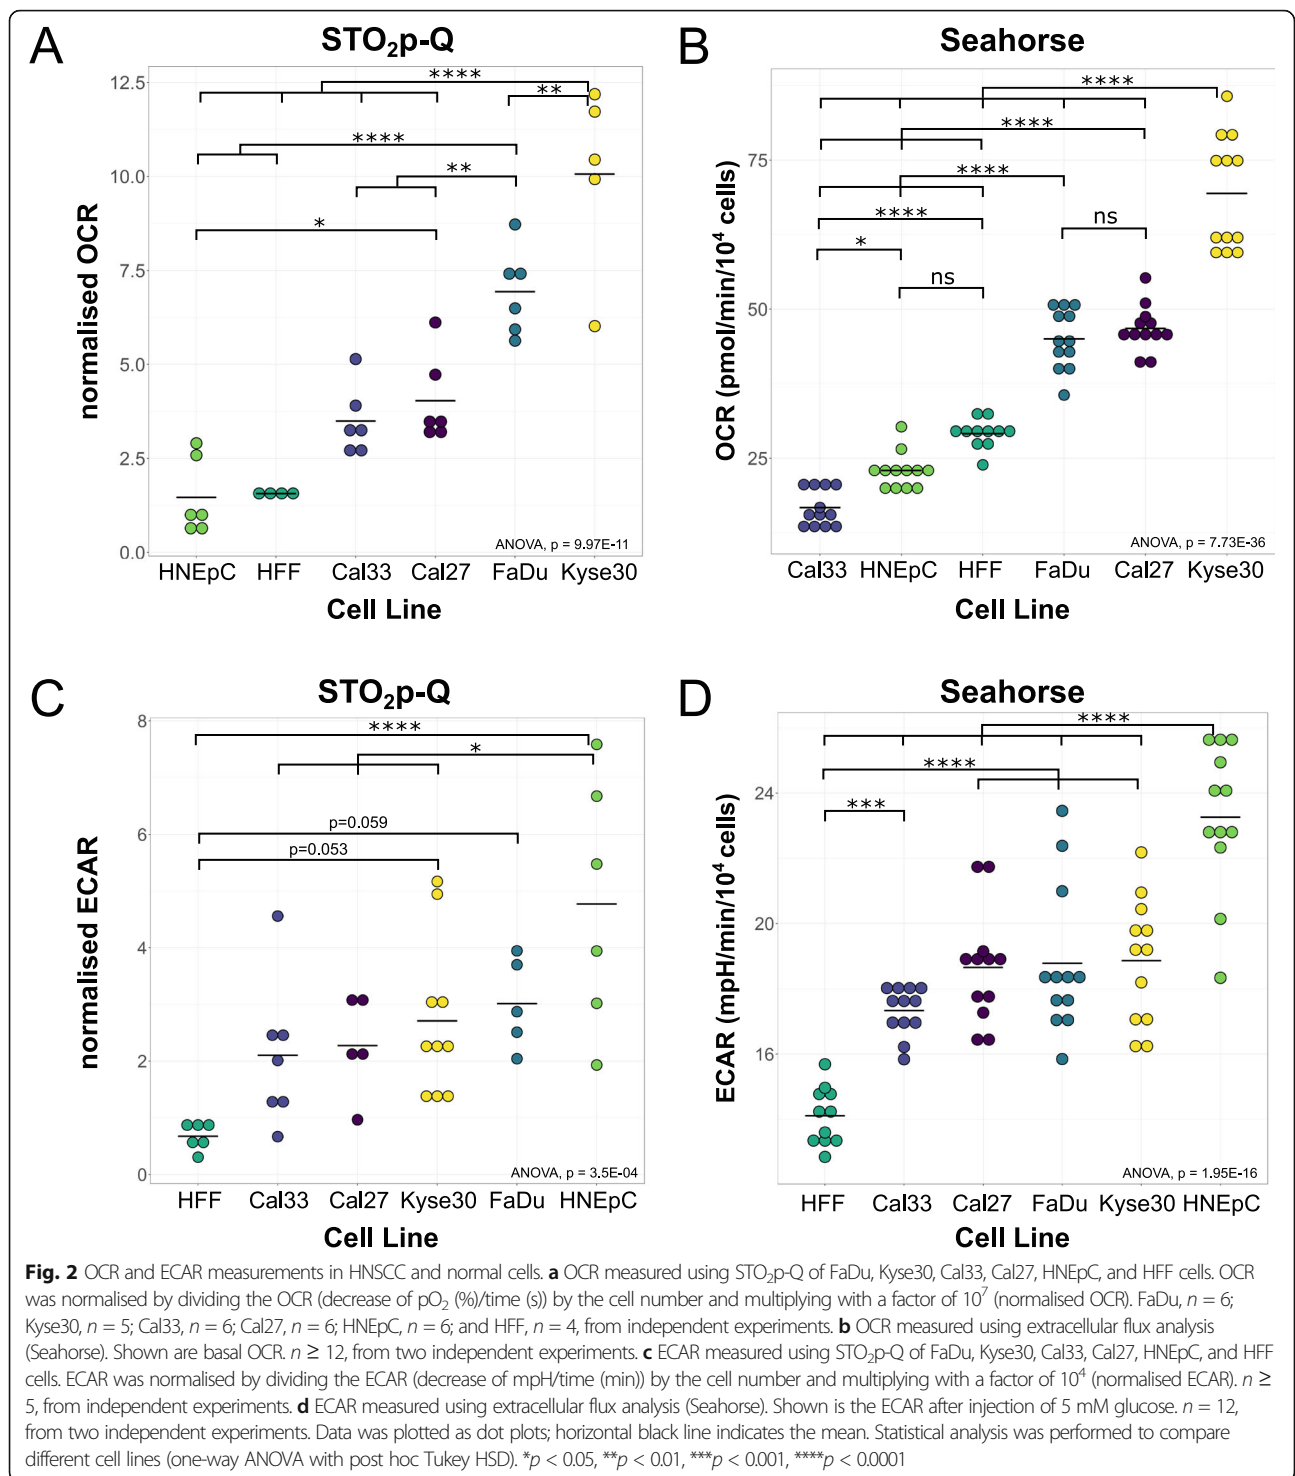 A
STO2p-Q
normalised OCR
12.5
10.0
7.5
5.0
2.5
0.0
****
**
****
**
*
ANOVA, p = 9.97E-11
HNEpC HFF Cal33 Cal27 FaDu Kyse30
Cell Line
B
Seahorse
OCR (pmol/min/10⁴ cells)
75
50
25
****
****
****
****
ns
*
ns
ANOVA, p = 7.73E-36
Cal33 HNEpC HFF FaDu Cal27 Kyse30
Cell Line
C
STO2p-Q
normalised ECAR
8
6
4
2
0
****
*
p=0.059
p=0.053
ANOVA, p = 3.5E-04
HFF Cal33 Cal27 Kyse30 FaDu HNEpC
Cell Line
D
Seahorse
ECAR (mpH/min/10⁴ cells)
24
20
16
****
****
***
ANOVA, p = 1.95E-16
HFF Cal33 Cal27 FaDu Kyse30 HNEpC
Cell Line
Fig. 2 OCR and ECAR measurements in HNSCC and normal cells. a OCR measured using STO2p-Q of FaDu, Kyse30, Cal33, Cal27, HNEpC, and HFF cells. OCR
was normalised by dividing the OCR (decrease of pO2 (%)/time (s)) by the cell number and multiplying with a factor of 10⁷ (normalised OCR). FaDu, n = 6;
Kyse30, n = 5; Cal33, n = 6; Cal27, n = 6; HNEpC, n = 6; and HFF, n = 4, from independent experiments. b OCR measured using extracellular flux analysis
(Seahorse). Shown are basal OCR. n ≥ 12, from two independent experiments. c ECAR measured using STO2p-Q of FaDu, Kyse30, Cal33, Cal27, HNEpC, and HFF
cells. ECAR was normalised by dividing the ECAR (decrease of mpH/time (min)) by the cell number and multiplying with a factor of 10⁴ (normalised ECAR). n ≥
5, from independent experiments. d ECAR measured using extracellular flux analysis (Seahorse). Shown is the ECAR after injection of 5 mM glucose. n = 12,
from two independent experiments. Data was plotted as dot plots; horizontal black line indicates the mean. Statistical analysis was performed to compare
different cell lines (one-way ANOVA with post hoc Tukey HSD). *p < 0.05, **p < 0.01, ***p < 0.001, ****p < 0.0001